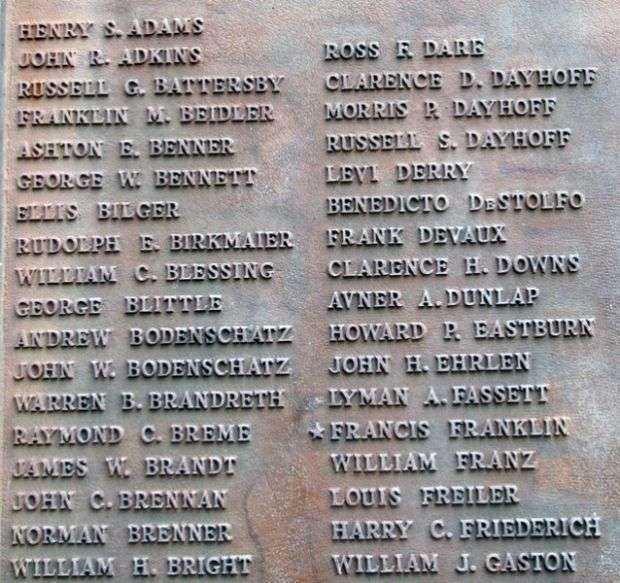 HENRY S. ADAMS
JOHN R. ADKINS
RUSSELL G. BATTERSBY
FRANKLIN M. BEIDLER
ASHTON E. BENNER
GEORGE W. BENNETT
ELLIS BILGER
RUDOLPH E. BIRKMAIER
WILLIAM C. BLESSING
GEORGE BLITTLE
ANDREW BODENSCHATZ
JOHN W. BODENSCHATZ
WARREN B. BRANDRETH
RAYMOND C. BREME
JAMES W. BRANDT
JOHN C. BRENNAN
NORMAN BRENNER
WILLIAM H. BRIGHT
ROSS F. DARE
CLARENCE D. DAYHOFF
MORRIS P. DAYHOFF
RUSSELL S. DAYHOFF
LEVI DERRY
BENEDICTO DeSTOLFO
FRANK DEVAUX
CLARENCE H. DOWNS
AVNER A. DUNLAP
HOWARD P. EASTBURN
JOHN H. EHRLEN
LYMAN A. FASSETT
★ FRANCIS FRANKLIN
WILLIAM FRANZ
LOUIS FREILER
HARRY C. FRIEDERICH
WILLIAM J. GASTON